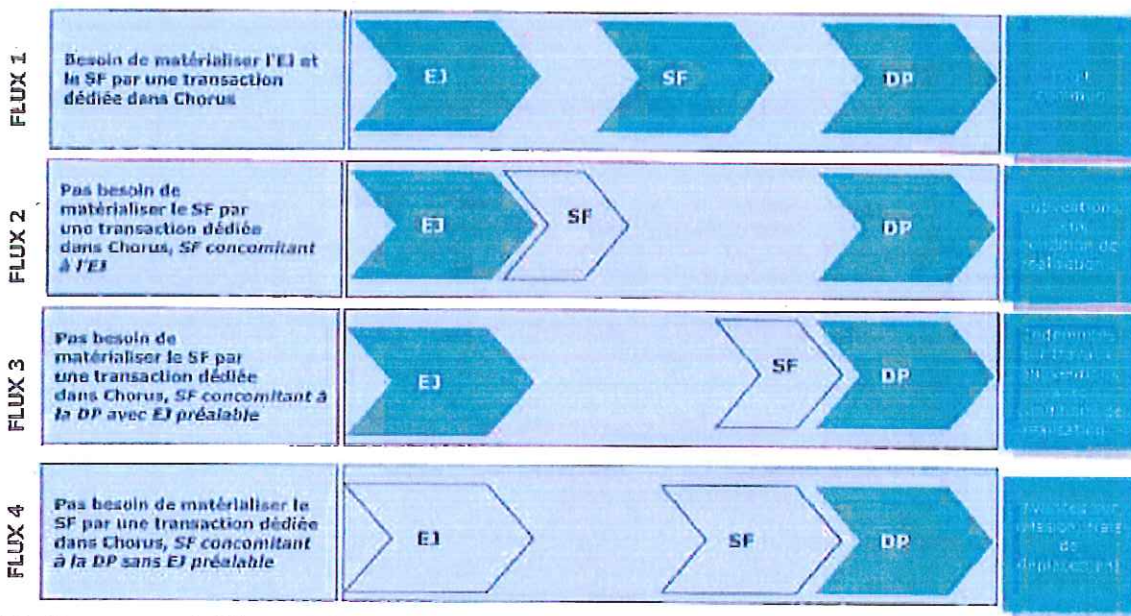 FLUX 1
Besoin de matérialiser l'EJ et
le SF par une transaction
dédiée dans Chorus
EJ
SF
DP
FLUX 2
Pas besoin de
matérialiser le SF par
une transaction dédiée
dans Chorus, SF concomitant
à l'EJ
EJ
SF
DP
FLUX 3
Pas besoin de
matérialiser le SF par
une transaction dédiée
dans Chorus, SF concomitant à
la DP avec EJ préalable
EJ
SF
DP
FLUX 4
Pas besoin de matérialiser le
SF par une transaction dédiée
dans Chorus, SF concomitant
à la DP sans EJ préalable
EJ
SF
DP
de